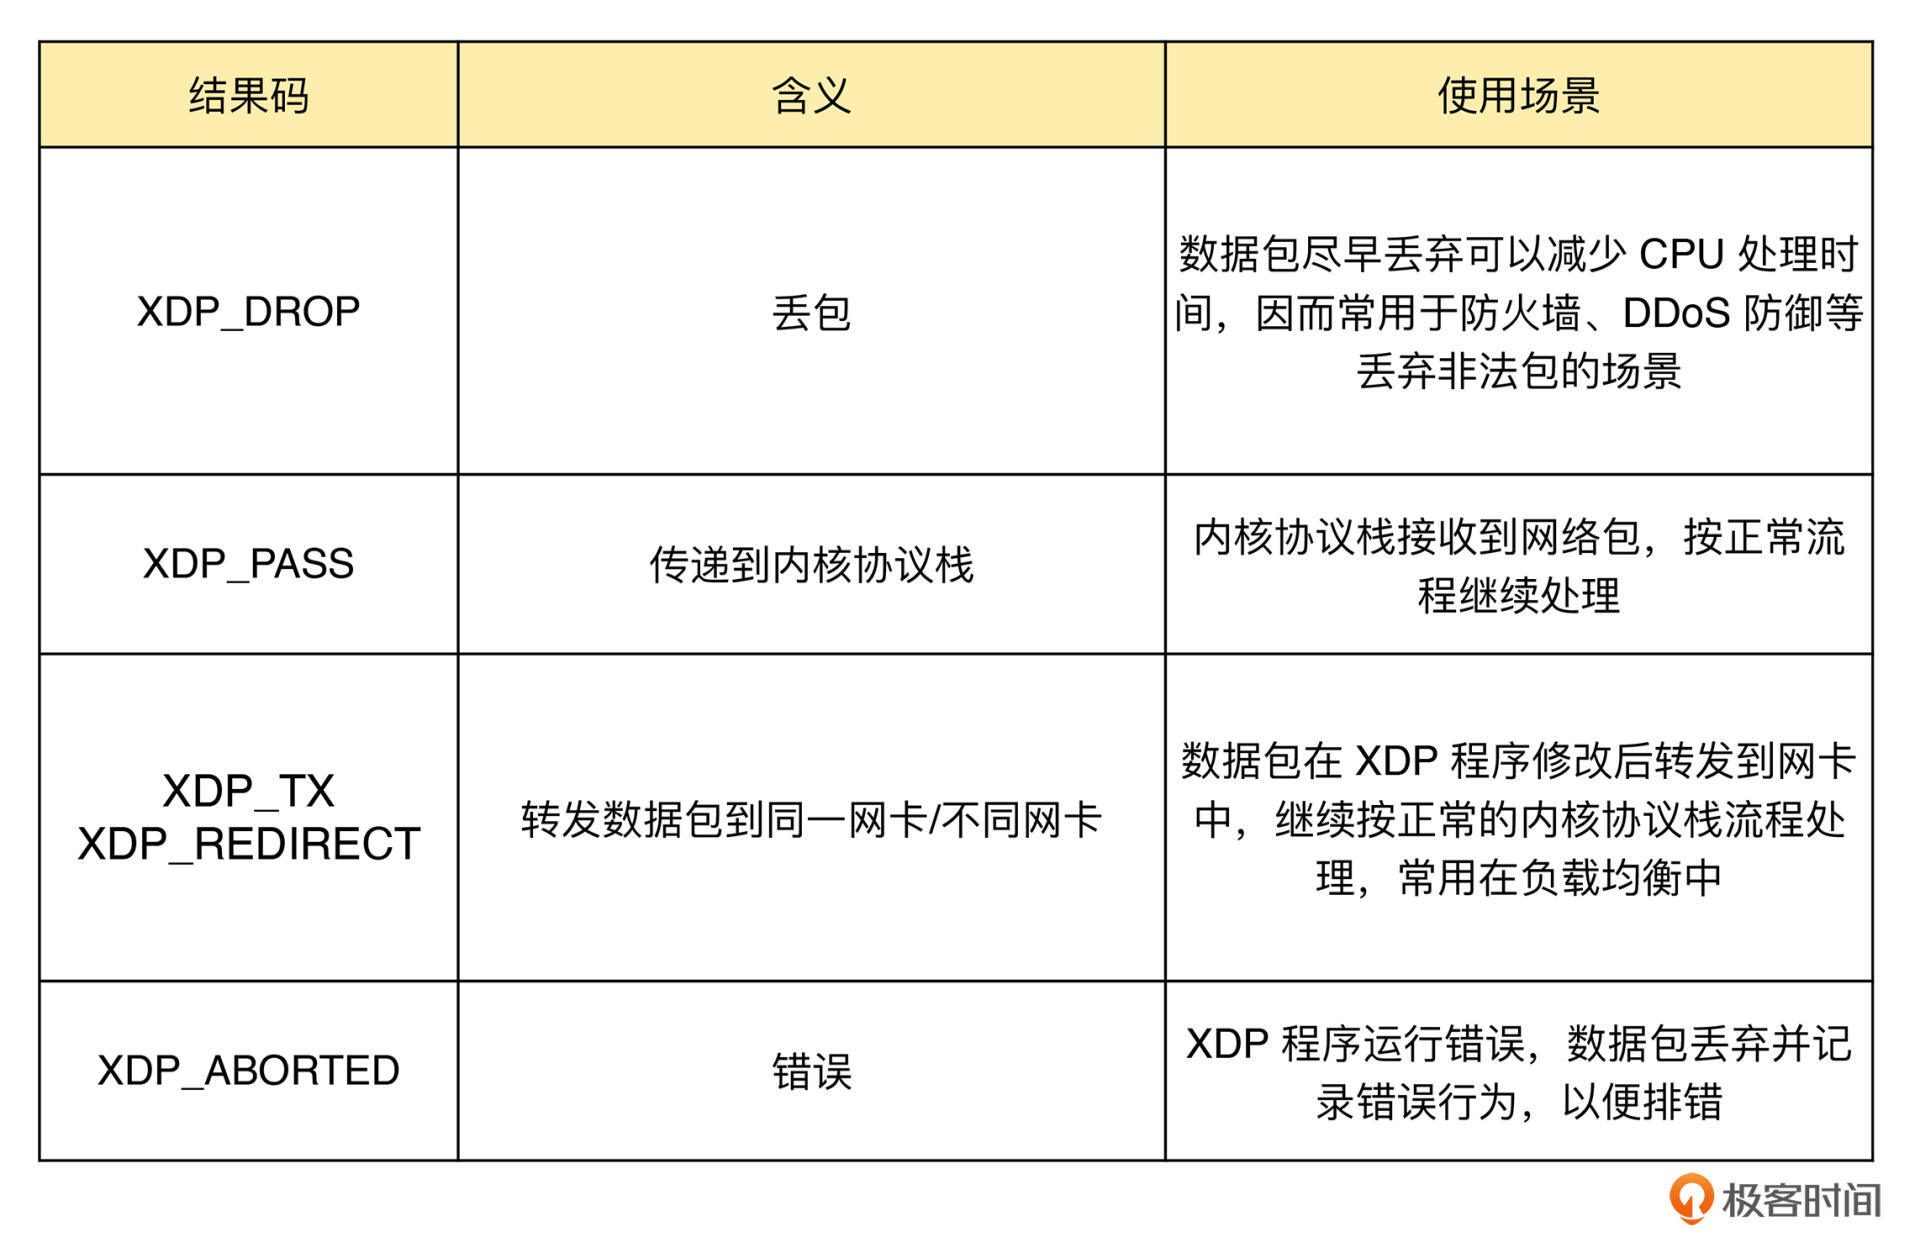 结果码
含义
使用场景
XDP_DROP
丢包
数据包尽早丢弃可以减少 CPU 处理时
间，因而常用于防火墙、DDoS 防御等
丢弃非法包的场景
XDP_PASS
传递到内核协议栈
内核协议栈接收到网络包，按正常流
程继续处理
XDP_TX
XDP_REDIRECT
转发数据包到同一网卡/不同网卡
数据包在 XDP 程序修改后转发到网卡
中，继续按正常的内核协议栈流程处
理，常用在负载均衡中
XDP_ABORTED
错误
XDP 程序运行错误，数据包丢弃并记
录错误行为，以便排错
极客时间